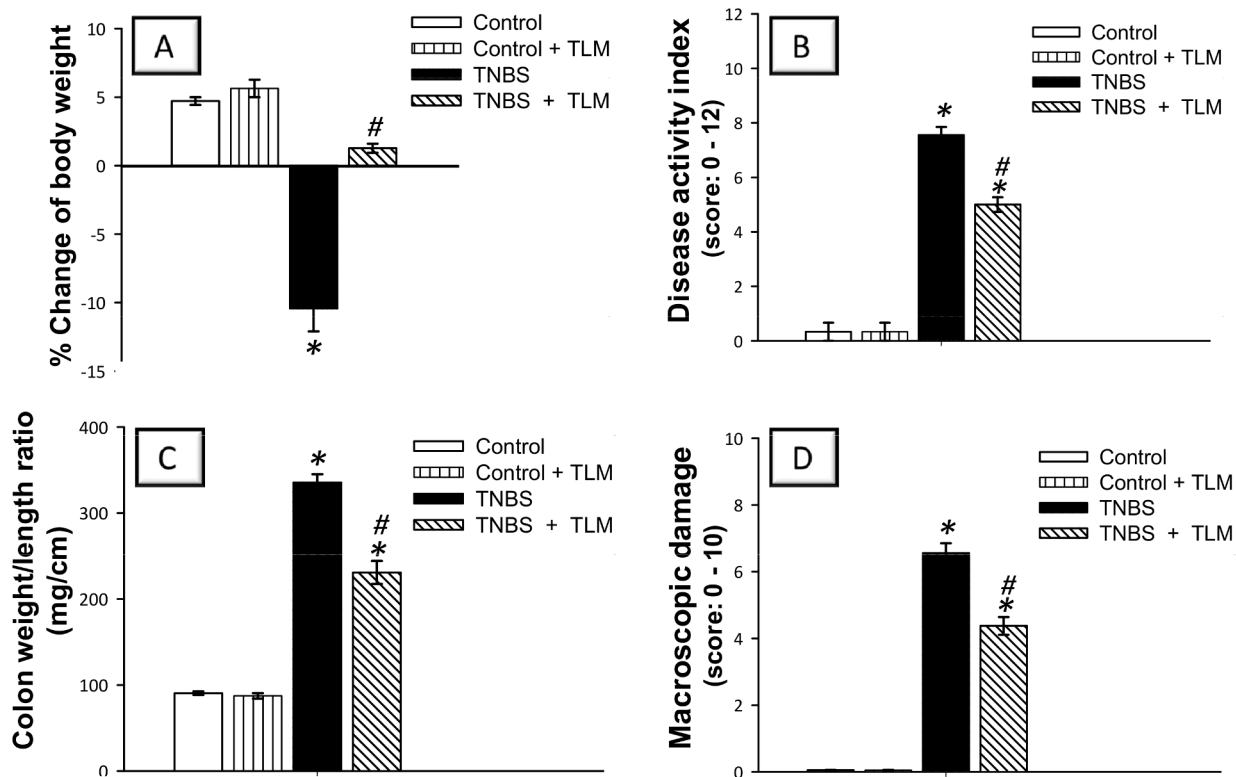 A
% Change of body weight
10
5
0
-5
-10
-15
Control
Control + TLM
TNBS
TNBS + TLM
#
*
B
Disease activity index
(score: 0 - 12)
12
10
8
6
4
2
0
Control
Control + TLM
TNBS
TNBS + TLM
*
#
*
C
Colon weight/length ratio
(mg/cm)
400
300
200
100
0
Control
Control + TLM
TNBS
TNBS + TLM
*
#
*
D
Macroscopic damage
(score: 0 - 10)
10
8
6
4
2
0
Control
Control + TLM
TNBS
TNBS + TLM
*
#
*